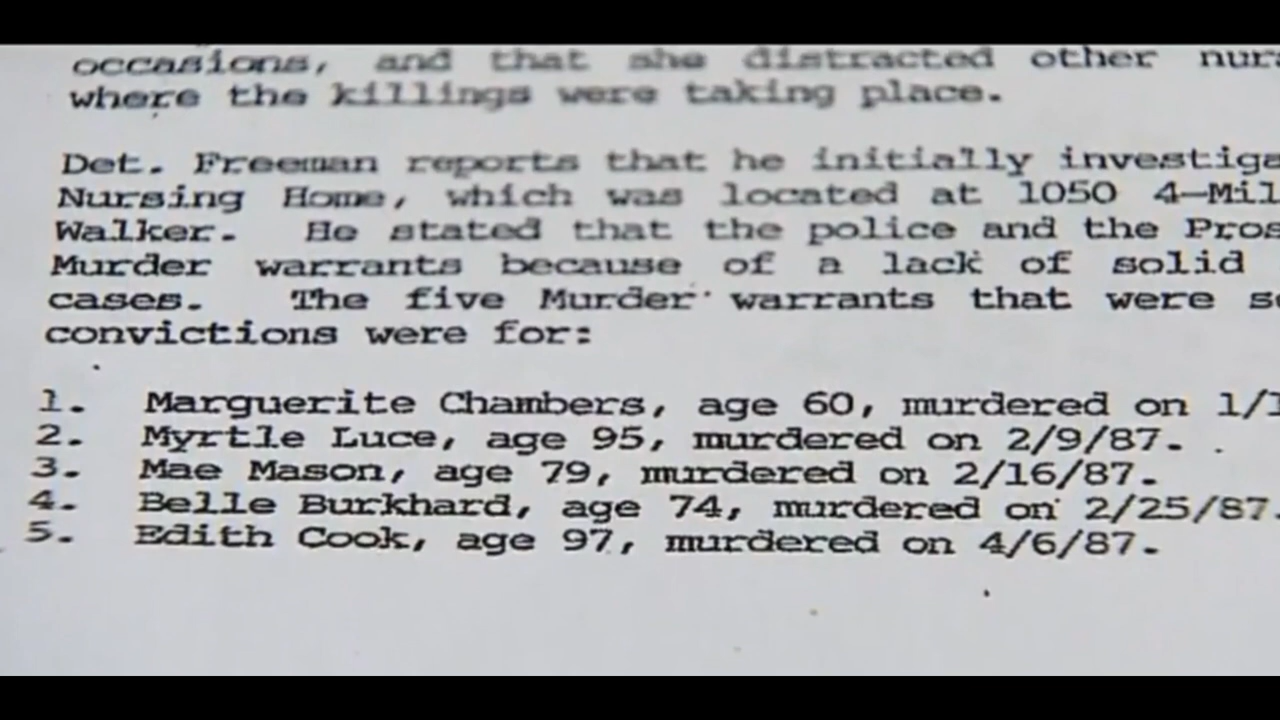 occasions, and that she distracted other
where the killings were taking place.
Det. Freeman reports that he initially
Nursing Home, which was located at 1050
Walker. He stated that the police and the
Murder warrants because of a lack of solid
cases. The five Murder warrants that were
convictions were for:
1. Marguerite Chambers, age 60, murdered on
2. Myrtle Luce, age 95, murdered on 2/9/87.
3. Mae Mason, age 79, murdered on 2/16/87.
4. Belle Burkhard, age 74, murdered on 2/25/87.
5. Edith Cook, age 97, murdered on 4/6/87.